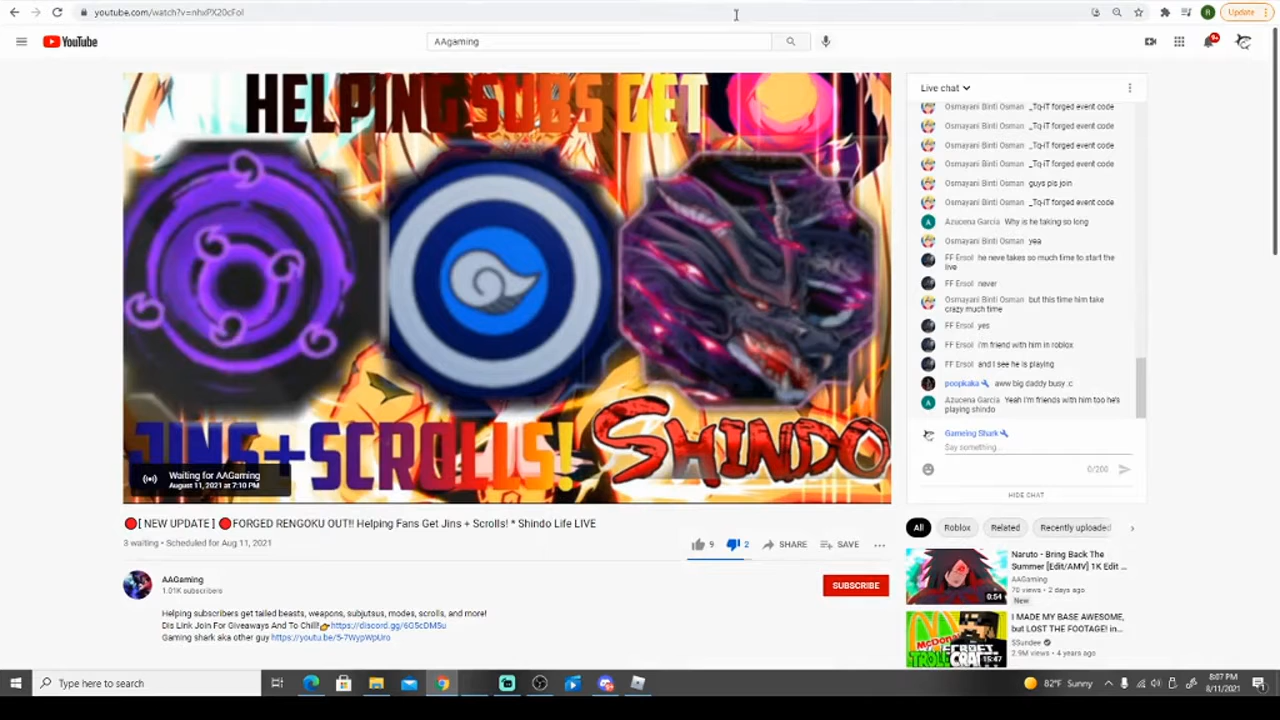 youtube.com/watch?v=nhxPX20cFoI
Update
YouTube
AAgaming
R
9+
HELPING SUBS GET
JINS+SCROLLS!
SHINDO
Waiting for AAGaming
August 11, 2021 at 7:10 PM
Live chat
Osmayani Binti Osman _Tq-iT forged event code
Osmayani Binti Osman _Tq-iT forged event code
Osmayani Binti Osman _Tq-iT forged event code
Osmayani Binti Osman _Tq-iT forged event code
Osmayani Binti Osman guys pls join
Osmayani Binti Osman _Tq-iT forged event code
A Azucena Garcia Why is he taking so long
Osmayani Binti Osman yea
FF Ersol he neve takes so much time to start the
live
FF Ersol never
Osmayani Binti Osman but this time him take
crazy much time
FF Ersol yes
FF Ersol i'm friend with him in roblox
FF Ersol and I see he is playing
poopkaka aww big daddy busy :c
A Azucena Garcia Yeah I'm friends with him too he's
playing shindo
Gameing Shark
Say something...
0/200
HIDE CHAT
🔴[ NEW UPDATE ] 🔴FORGED RENGOKU OUT!! Helping Fans Get Jins + Scrolls! * Shindo Life LIVE
3 waiting • Scheduled for Aug 11, 2021
9
2
SHARE
SAVE
AAGaming
1.01K subscribers
SUBSCRIBE
Helping subscribers get tailed beasts, weapons, subjutsus, modes, scrolls, and more!
Dis Link Join For Giveaways And To Chill!👉https://discord.gg/6G5cDMSu
Gaming shark aka other guy https://youtu.be/5-7WypWpUro
All
Roblox
Related
Recently uploaded
Naruto - Bring Back The
Summer [Edit/AMV] 1K Edit ...
AAGaming
70 views • 2 days ago
New
0:54
I MADE MY BASE AWESOME,
but LOST THE FOOTAGE! in...
SSundee
2.9M views • 4 years ago
15:47
Type here to search
82°F Sunny
8:07 PM
8/11/2021